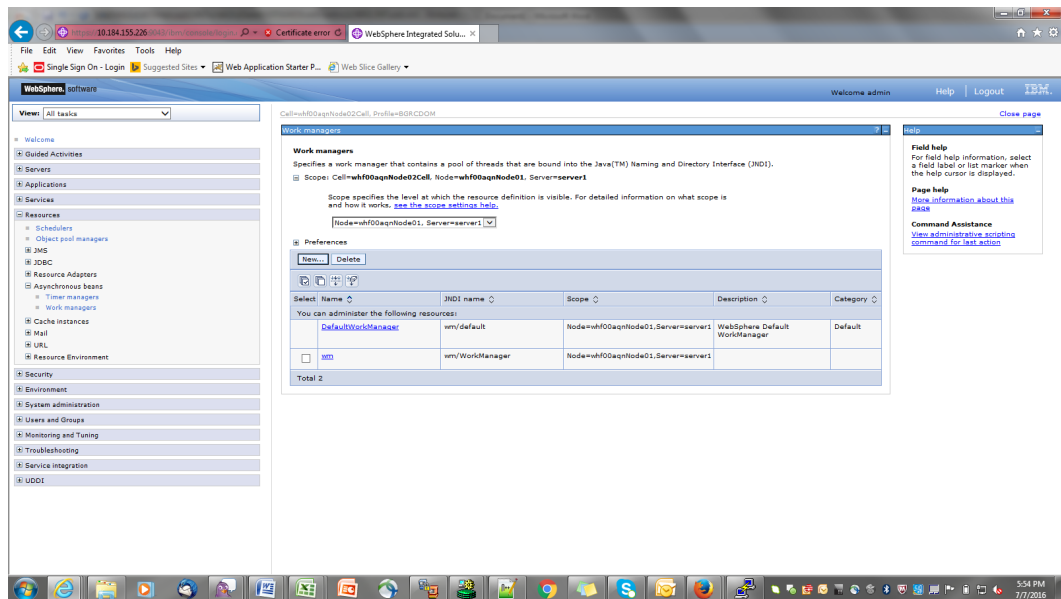 10.184.155.226
Certificate error
WebSphere Integrated Solu...
File Edit View Favorites Tools Help
Single Sign On - Login
Suggested Sites
Web Application Starter P...
Web Slice Gallery
WebSphere. software
Welcome admin
Help | Logout
IBM.
View: All tasks
Welcome
Guided Activities
Servers
Applications
Services
Resources
Schedulers
Object pool managers
JMS
JDBC
Resource Adapters
Asynchronous beans
Timer managers
Work managers
Cache instances
Mail
URL
Resource Environment
Security
Environment
System administration
Users and Groups
Monitoring and Tuning
Troubleshooting
Service integration
UDDI
Cell=whf00aqnNode02Cell, Profile=BGRCDOM
Close page
Work managers
? -
Work managers
Specifies a work manager that contains a pool of threads that are bound into the Java(TM) Naming and Directory Interface (JNDI).
Scope: Cell=whf00aqnNode02Cell, Node=whf00aqnNode01, Server=server1
Scope specifies the level at which the resource definition is visible. For detailed information on what scope is
and how it works, see the scope settings help.
Node=whf00aqnNode01, Server=server1
Preferences
New... Delete
Select Name JNDI name Scope Description Category
You can administer the following resources:
DefaultWorkManager wm/default Node=whf00aqnNode01,Server=server1 WebSphere Default Default
WorkManager
wm wm/WorkManager Node=whf00aqnNode01,Server=server1
Total 2
Help
Field help
For field help information, select
a field label or list marker when
the help cursor is displayed.
Page help
More information about this
page
Command Assistance
View administrative scripting
command for last action
5:54 PM
7/7/2016